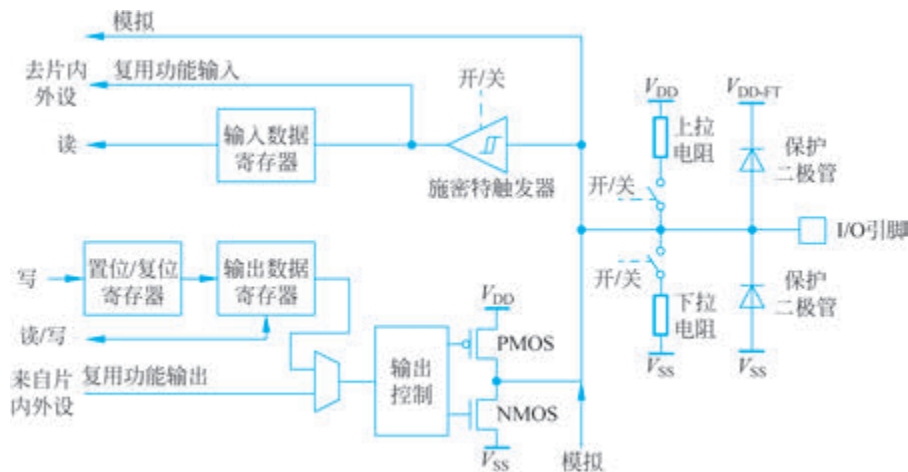 模拟
去片内
外设
复用功能输入
开/关
V_DD
V_DD-FT
读
输入数据
寄存器
施密特触发器
上拉
电阻
保护
二极管
开/关
I/O引脚
写
置位/复位
寄存器
输出数据
寄存器
开/关
下拉
电阻
保护
二极管
V_DD
读/写
PMOS
V_SS
V_SS
来自片
内外设
复用功能输出
输出
控制
NMOS
V_SS
模拟